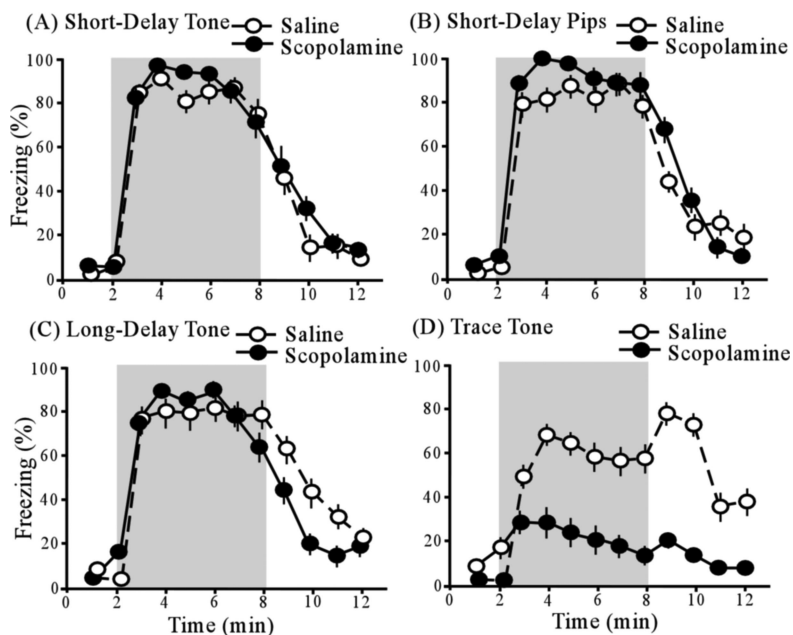 (A) Short-Delay Tone
Saline
Scopolamine
Freezing (%)
100
80
60
40
20
0
0 2 4 6 8 10 12
(B) Short-Delay Pips
Saline
Scopolamine
100
80
60
40
20
0
0 2 4 6 8 10 12
(C) Long-Delay Tone
Saline
Scopolamine
Freezing (%)
100
80
60
40
20
0
0 2 4 6 8 10 12
Time (min)
(D) Trace Tone
Saline
Scopolamine
100
80
60
40
20
0
0 2 4 6 8 10 12
Time (min)